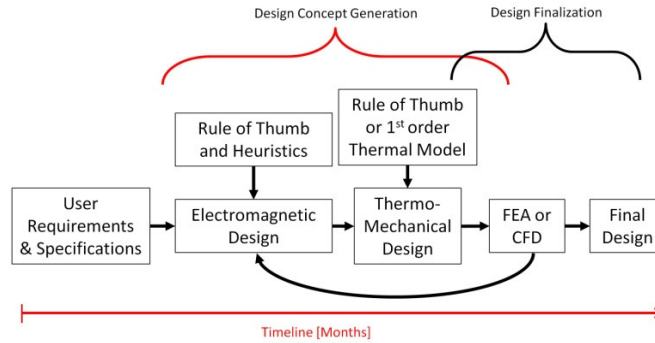 Design Concept Generation
Design Finalization
Rule of Thumb
and Heuristics
Rule of Thumb
or 1st order
Thermal Model
User
Requirements
& Specifications
Electromagnetic
Design
Thermo-
Mechanical
Design
FEA or
CFD
Final
Design
Timeline [Months]